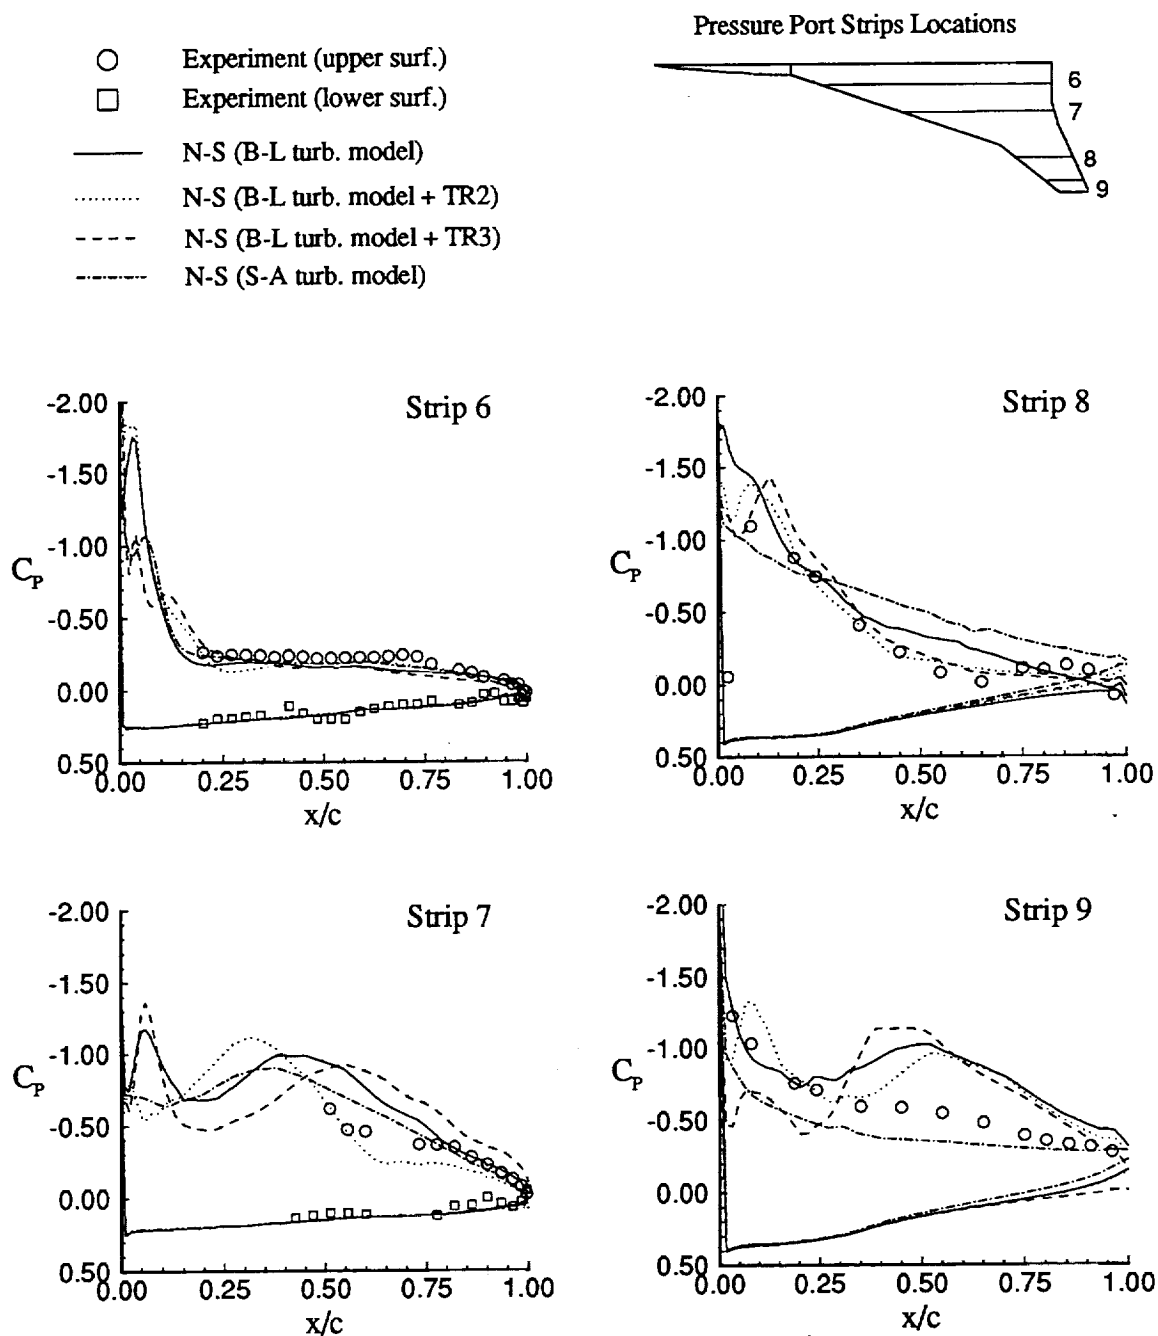 Pressure Port Strips Locations
Experiment (upper surf.)
Experiment (lower surf.)
N-S (B-L turb. model)
N-S (B-L turb. model + TR2)
N-S (B-L turb. model + TR3)
N-S (S-A turb. model)
6
7
8
9
Strip 6
-2.00
-1.50
-1.00
-0.50
0.00
0.50
CP
0.00 0.25 0.50 0.75 1.00
x/c
Strip 8
-2.00
-1.50
-1.00
-0.50
0.00
0.50
CP
0.00 0.25 0.50 0.75 1.00
x/c
Strip 7
-2.00
-1.50
-1.00
-0.50
0.00
0.50
CP
0.00 0.25 0.50 0.75 1.00
x/c
Strip 9
-2.00
-1.50
-1.00
-0.50
0.00
0.50
CP
0.00 0.25 0.50 0.75 1.00
x/c